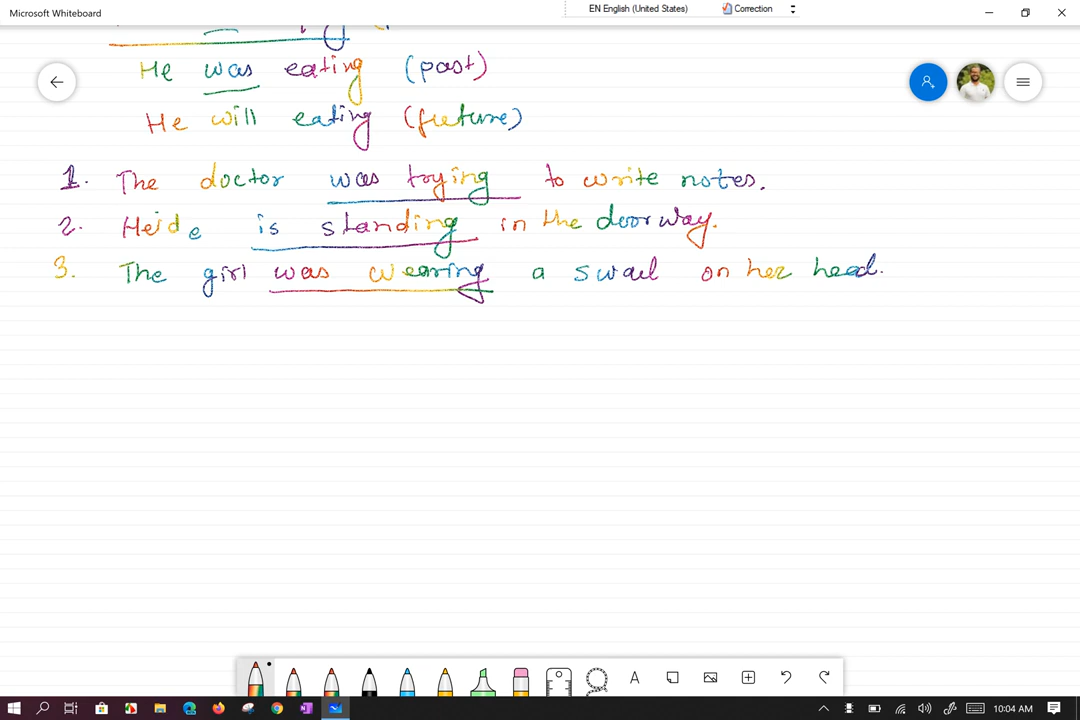 Microsoft Whiteboard
EN English (United States) Correction
He was eating (past)
He will eating (future)
1. The doctor was trying to write notes.
2. Heide is standing in the doorway.
3. The girl was wearing a swail on her head.
A
10:04 AM